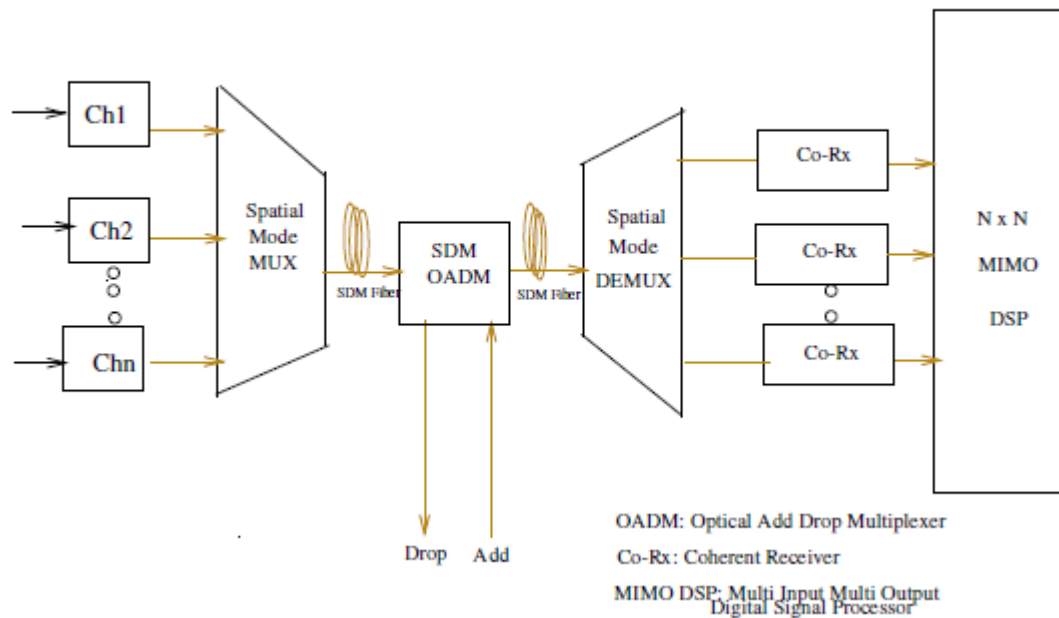 Ch1
Ch2
Chn
Spatial
Mode
MUX
SDM Fiber
SDM
OADM
SDM Fiber
Drop
Add
Spatial
Mode
DEMUX
Co-Rx
Co-Rx
Co-Rx
N x N
MIMO
DSP
OADM: Optical Add Drop Multiplexer
Co-Rx: Coherent Receiver
MIMO DSP: Multi Input Multi Output
Digital Signal Processor